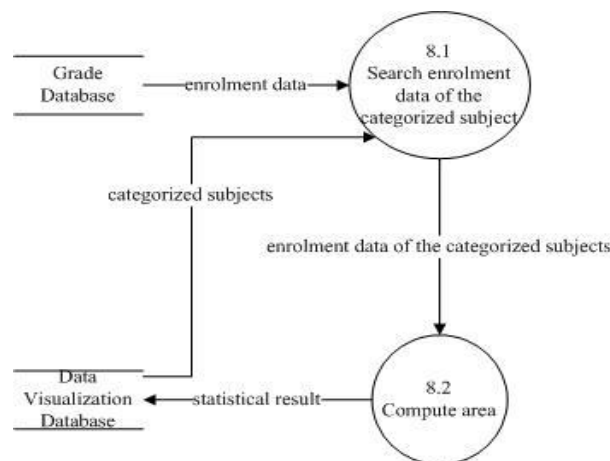 Grade
Database
enrolment data
8.1
Search enrolment
data of the
categorized subject
categorized subjects
enrolment data of the categorized subjects
Data
Visualization
Database
statistical result
8.2
Compute area